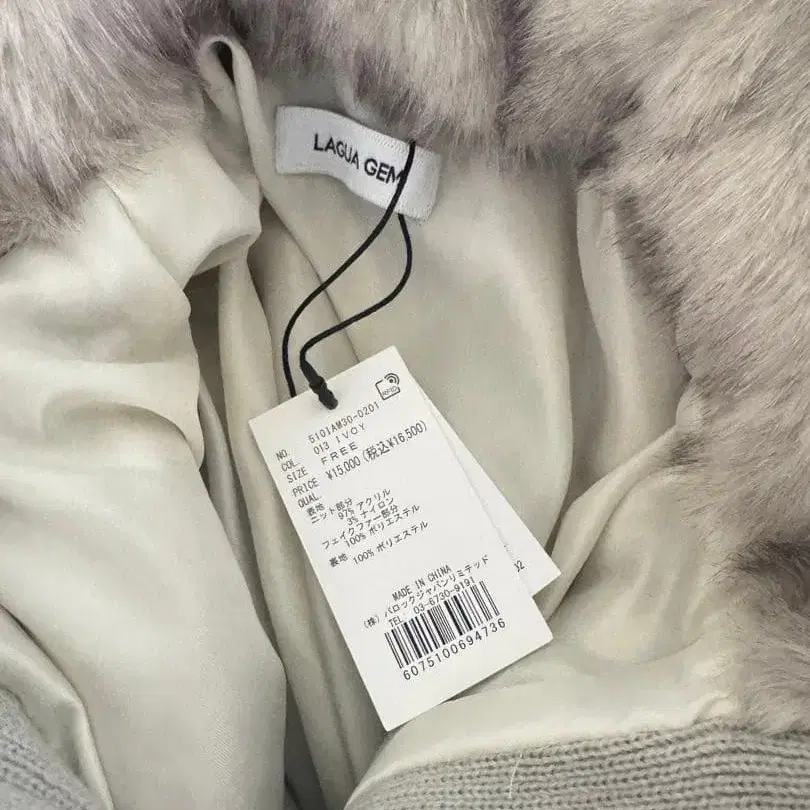 LAGUA GEM
RFID
NO. 510IAM30-0201
COL. 013 IVOY
SIZE FREE
PRICE ¥15,000(税込¥16,500)
QUAL.
表地
ニット部分
97% アクリル
3% ナイロン
フェイクファー部分
100% ポリエステル
裏地 100% ポリエステル
MADE IN CHINA
(株)バロックジャパンリミテッド
TEL. 03-6730-9191
6075100694736
02